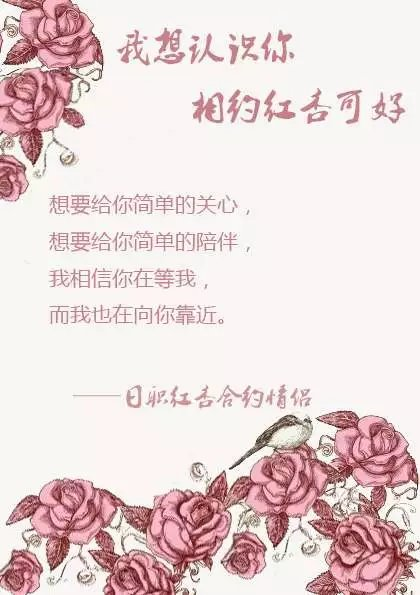 我想认识你
相约红杏可好
想要给你简单的关心，
想要给你简单的陪伴，
我相信你在等我，
而我也在向你靠近。
——日职红杏合约情侣